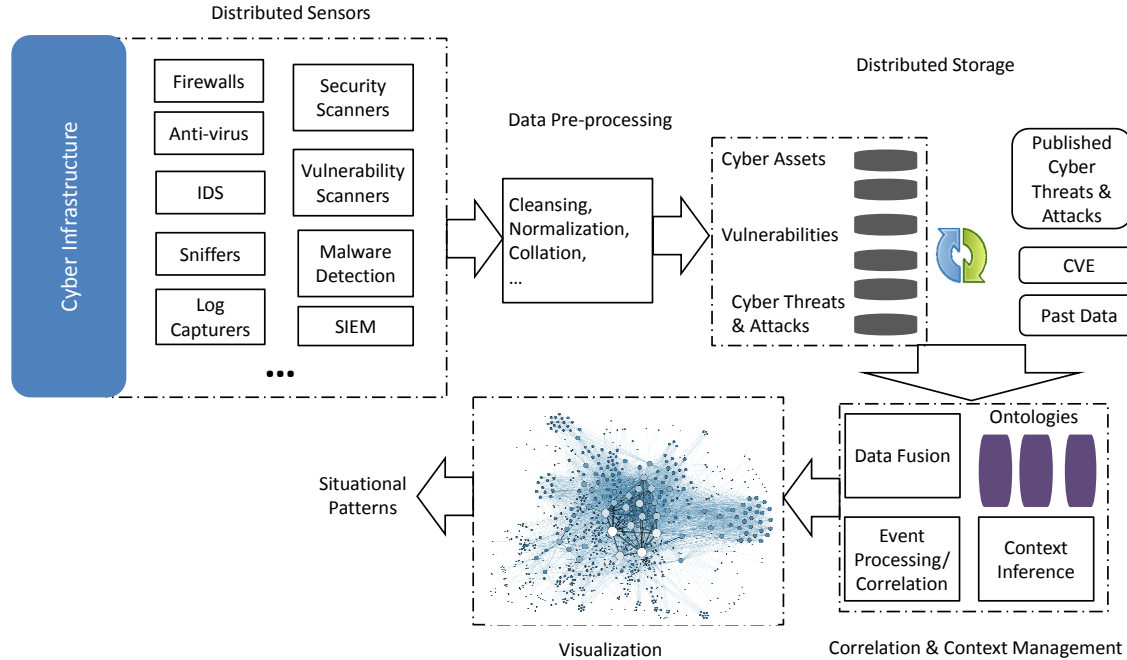 Distributed Sensors
Cyber Infrastructure
Firewalls
Anti-virus
IDS
Sniffers
Log
Capturers
Security
Scanners
Vulnerability
Scanners
Malware
Detection
SIEM
...
Data Pre-processing
Cleansing,
Normalization,
Collation,
...
Distributed Storage
Cyber Assets
Vulnerabilities
Cyber Threats
& Attacks
Published
Cyber
Threats &
Attacks
CVE
Past Data
Data Fusion
Ontologies
Event
Processing/
Correlation
Context
Inference
Correlation & Context Management
Visualization
Situational
Patterns